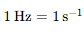 1 Hz = 1 s⁻¹